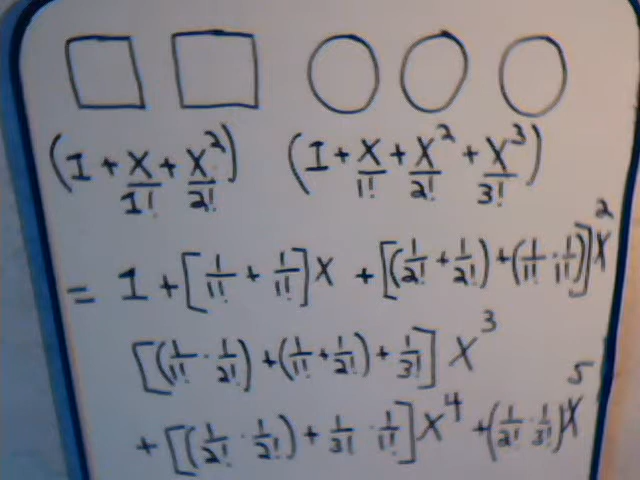 (1 + x/1! + x²/2!) (1 + x/1! + x²/2! + x³/3!)
= 1 + [1/1! + 1/1!]x + [(1/2! + 1/2!) + (1/1! · 1/1!)]x²
[(1/1! · 1/2!) + (1/1! + 1/2!) + 1/3!] x³
+ [(1/2! · 1/2!) + 1/3! · 1/1!]x⁴ + (1/2! · 1/3!)x⁵